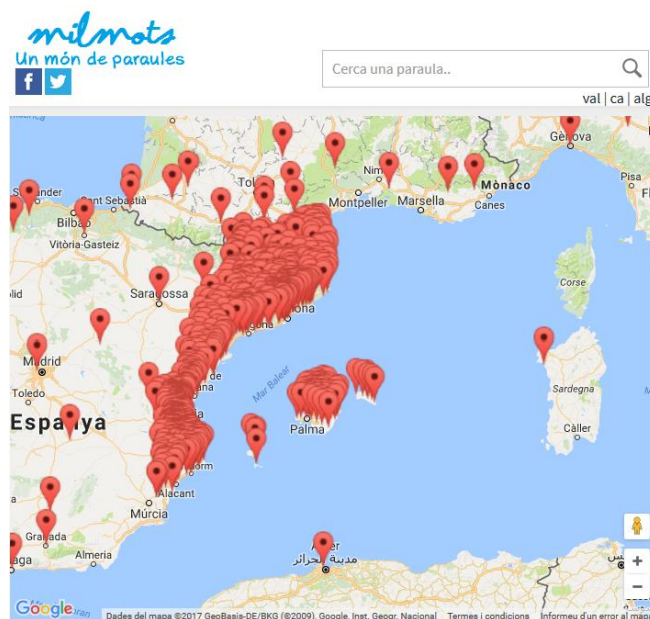 milmots
Un món de paraules
Cerca una paraula..
val | ca | alg
Gènova
Nim
Mònaco
Pisa
Montpeller
Marsella
Canes
Sant Sebastià
Bilbao
Vitòria-Gasteiz
Corse
Saragossa
Madrid
Mar Balear
Sardegna
Toledo
Espanya
Palma
Càller
Alacant
Múrcia
Granada
Almeria
مدينة الجزائر
Google
Dades del mapa ©2017 GeoBasis-DE/BKG (©2009), Google, Inst. Geogr. Nacional Termes i condicions Informeu d'un error al mapa